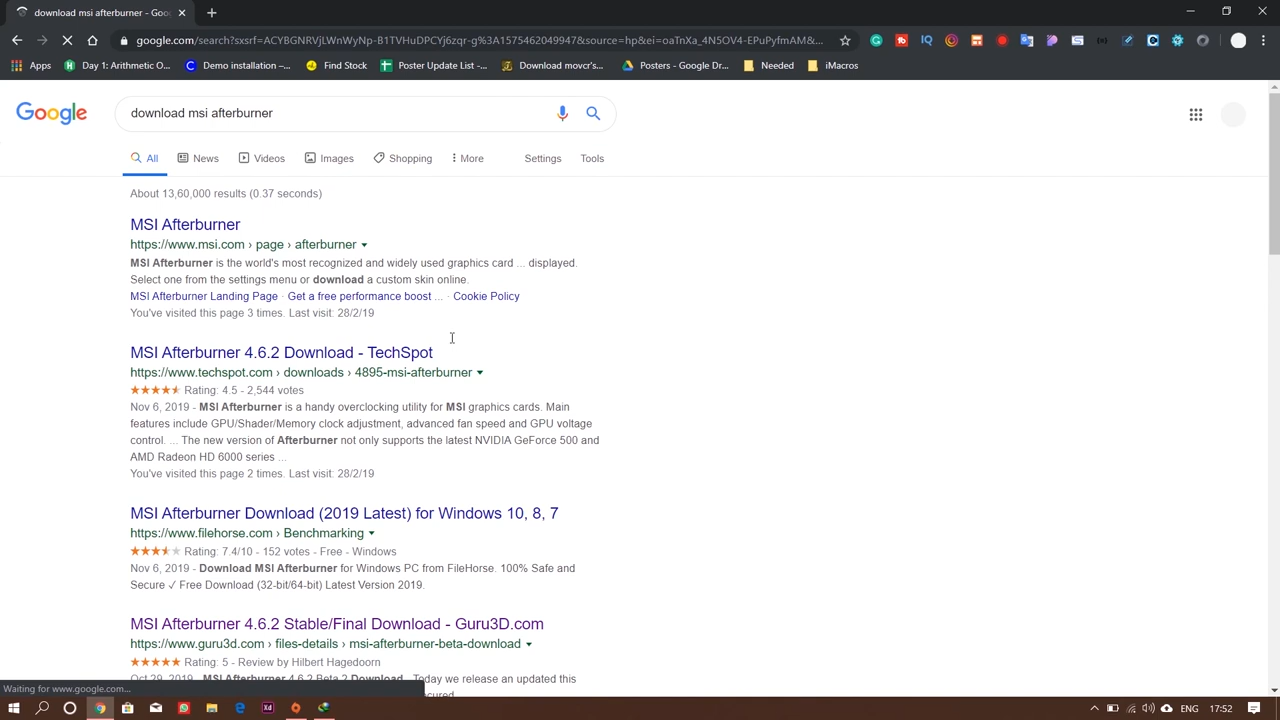 download msi afterburner - Goo
google.com/search?sxsrf=ACYBGNRVjLWnWyNp-B1TVHuDPCYj6zqr-g%3A1575462049947&source=hp&ei=oaTnXa_4N5OV4-EPuPyfmAM&...
Apps Day 1: Arithmetic O... Demo installation -... Find Stock Update from Meetu... Download movcr's... Posters - Google D... Needed iMacros
Google download msi afterburner
All News Videos Images Shopping More Settings Tools
About 13,60,000 results (0.37 seconds)
MSI Afterburner
https://www.msi.com › page › afterburner
MSI Afterburner is the world's most recognized and widely used graphics card ... displayed.
Select one from the settings menu or download a custom skin online.
MSI Afterburner Landing Page · Get a free performance boost ... · Cookie Policy
You've visited this page 3 times. Last visit: 28/2/19
MSI Afterburner 4.6.2 Download - TechSpot
https://www.techspot.com › downloads › 4895-msi-afterburner
Rating: 4.5 - 2,544 votes
Nov 6, 2019 - MSI Afterburner is a handy overclocking utility for MSI graphics cards. Main
features include GPU/Shader/Memory clock adjustment, advanced fan speed and GPU voltage
control. ... The new version of Afterburner not only supports the latest NVIDIA GeForce 500 and
AMD Radeon HD 6000 series ...
You've visited this page 2 times. Last visit: 28/2/19
MSI Afterburner Download (2019 Latest) for Windows 10, 8, 7
https://www.filehorse.com › Benchmarking
Rating: 7.4/10 - 152 votes - Free - Windows
Nov 6, 2019 - Download MSI Afterburner for Windows PC from FileHorse. 100% Safe and
Secure ✓ Free Download (32-bit/64-bit) Latest Version 2019.
MSI Afterburner 4.6.2 Stable/Final Download - Guru3D.com
https://www.guru3d.com › files-details › msi-afterburner-beta-download
Rating: 5 - Review by Hilbert Hagedoorn
Oct 29, 2019 - MSI Afterburner 4.6.2 Beta 2 Download - Today we release an updated this
Waiting for www.google.com...
ENG 17:52